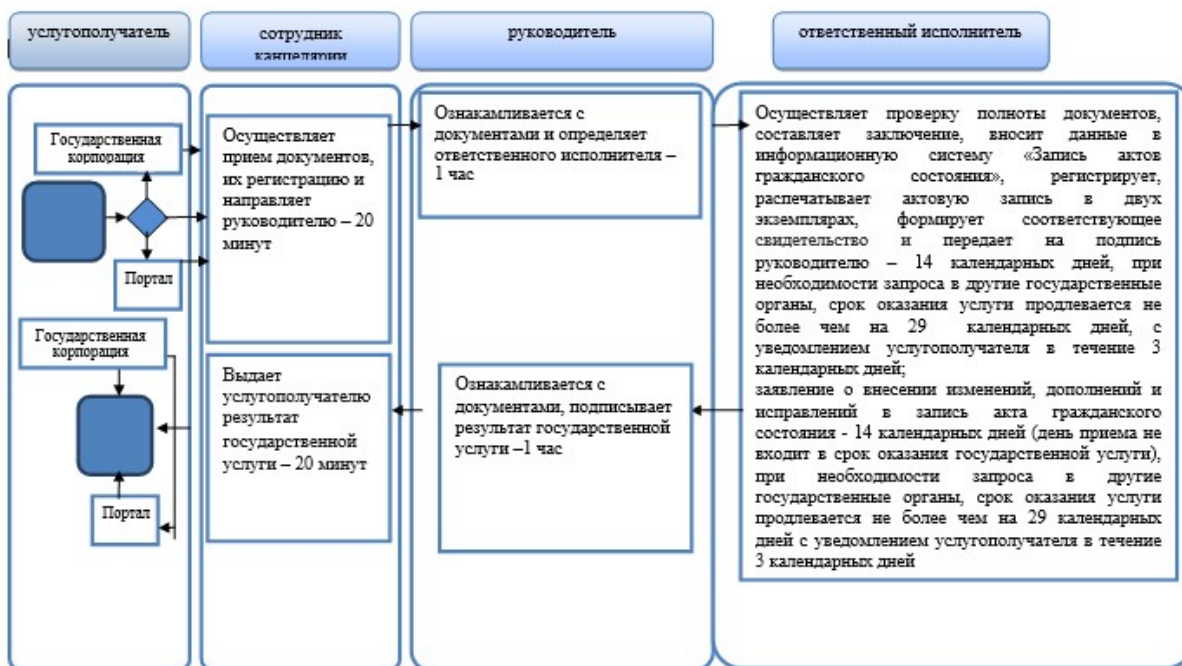 услугополучатель
сотрудник
канцелярии
руководитель
ответственный исполнитель
Государственная
корпорация
Портал
Государственная
корпорация
Портал
Осуществляет
прием документов,
их регистрацию и
направляет
руководителю – 20
минут
Выдает
услугополучателю
результат
государственной
услуги – 20 минут
Ознакамливается с
документами и определяет
ответственного исполнителя –
1 час
Ознакамливается с
документами, подписывает
результат государственной
услуги –1 час
Осуществляет проверку полноты документов,
составляет заключение, вносит данные в
информационную систему «Запись актов
гражданского состояния», регистрирует,
распечатывает актовую запись в двух
экземплярах, формирует соответствующее
свидетельство и передает на подпись
руководителю – 14 календарных дней, при
необходимости запроса в другие государственные
органы, срок оказания услуги продлевается не
более чем на 29 календарных дней, с
уведомлением услугополучателя в течение 3
календарных дней;
заявление о внесении изменений, дополнений и
исправлений в запись акта гражданского
состояния - 14 календарных дней (день приема не
входит в срок оказания государственной услуги),
при необходимости запроса в другие
государственные органы, срок оказания услуги
продлевается не более чем на 29 календарных
дней с уведомлением услугополучателя в течение
3 календарных дней